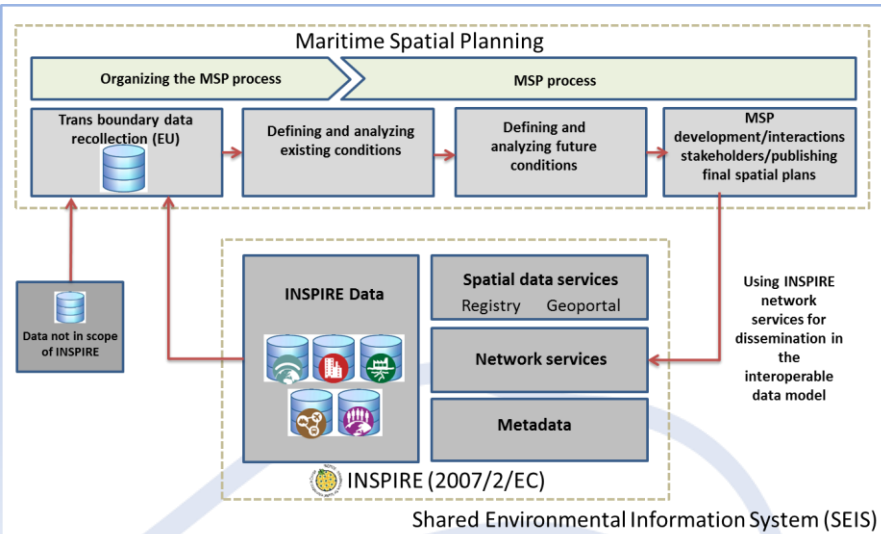 Maritime Spatial Planning
Organizing the MSP process
MSP process
Trans boundary data
recollection (EU)
Defining and analyzing
existing conditions
Defining and
analyzing future
conditions
MSP
development/interactions
stakeholders/publishing
final spatial plans
Data not in scope
of INSPIRE
INSPIRE Data
Spatial data services
Registry Geoportal
Network services
Metadata
Using INSPIRE
network
services for
dissemination in
the
interoperable
data model
INSPIRE (2007/2/EC)
Shared Environmental Information System (SEIS)